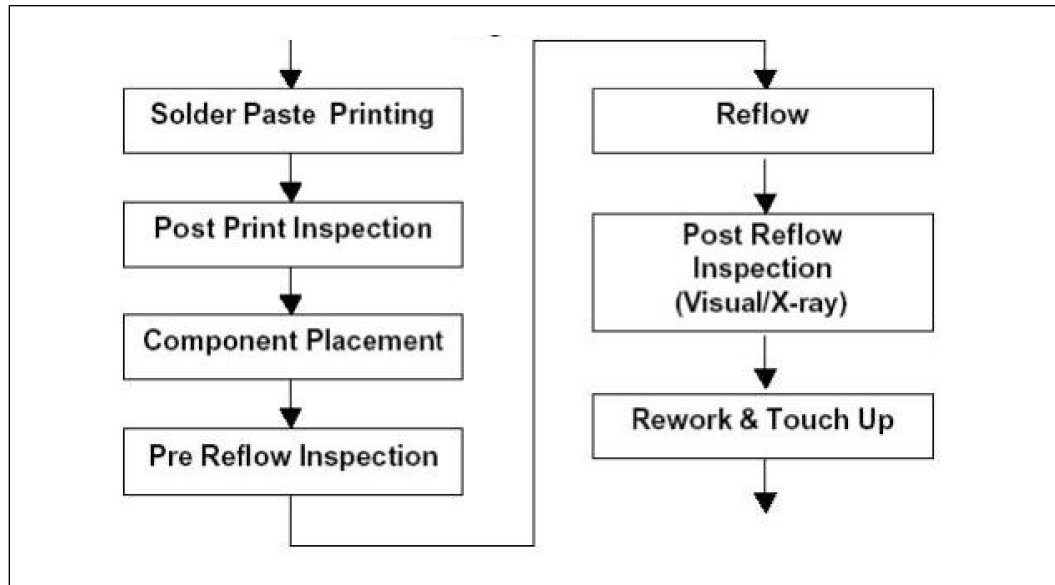 Solder Paste Printing
Post Print Inspection
Component Placement
Pre Reflow Inspection
Reflow
Post Reflow
Inspection
(Visual/X-ray)
Rework & Touch Up